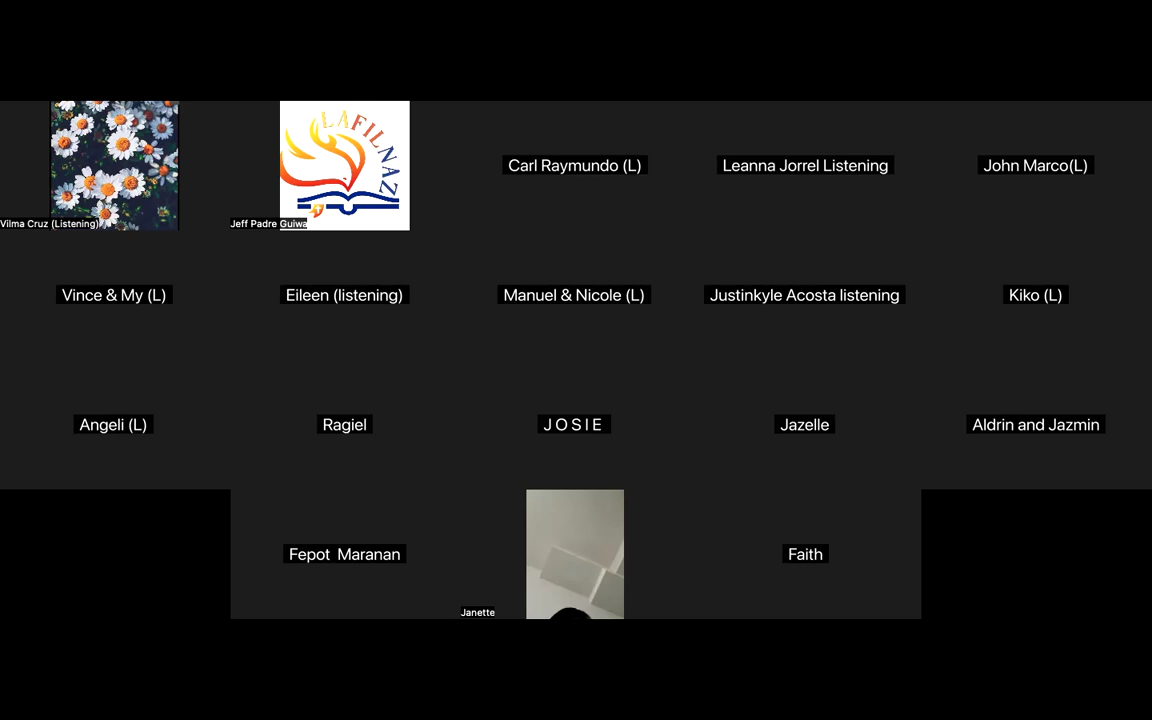 LAFILNAZ
Vilma Cruz (Listening)
Jeff Padre Guiwa
Carl Raymundo (L)
Leanna Jorrel Listening
John Marco(L)
Vince & My (L)
Eileen (listening)
Manuel & Nicole (L)
Justinkyle Acosta listening
Kiko (L)
Angeli (L)
Ragiel
J O S I E
Jazelle
Aldrin and Jazmin
Fepot  Maranan
Janette
Faith